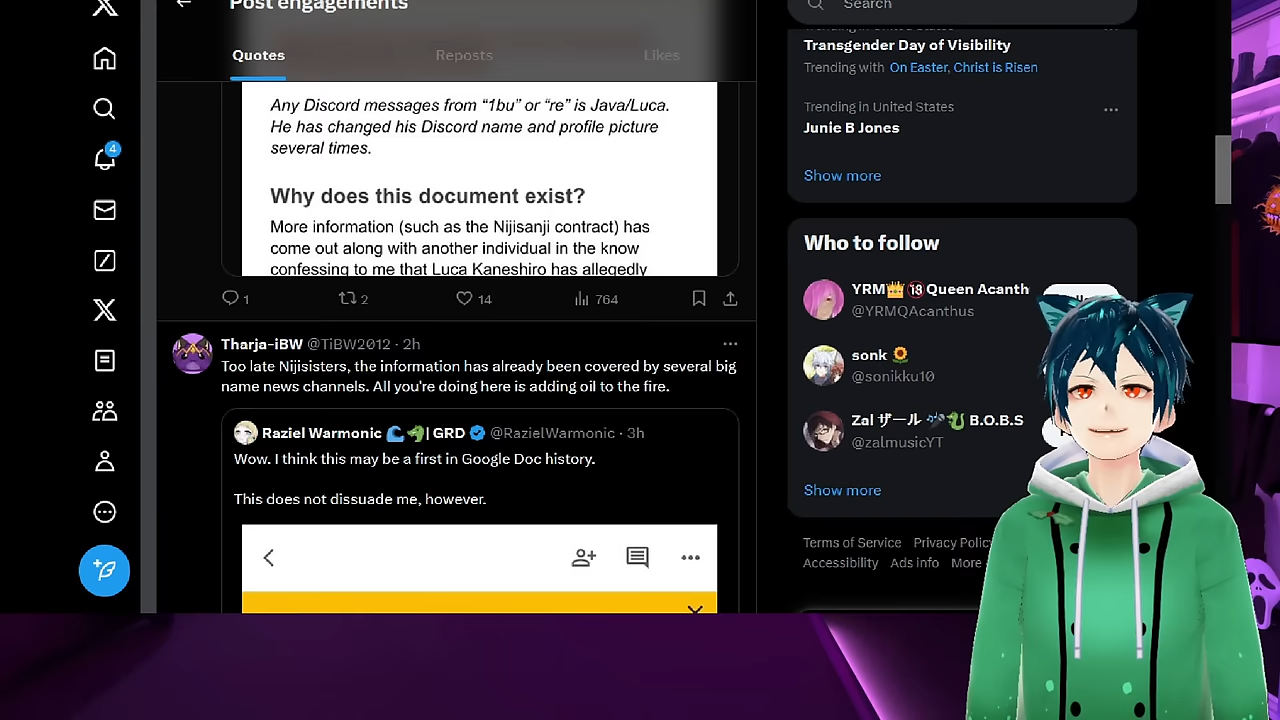 Post engagements
Quotes
Reposts
Likes
Any Discord messages from “1bu” or “re” is Java/Luca.
He has changed his Discord name and profile picture
several times.
Why does this document exist?
More information (such as the Nijisanji contract) has
come out along with another individual in the know
confessing to me that Luca Kaneshiro has allegedly
1
2
14
764
Tharja-iBW @TiBW2012 · 2h
Too late Nijisisters, the information has already been covered by several big
name news channels. All you're doing here is adding oil to the fire.
Raziel Warmonic 🌊🐲| GRD @RazielWarmonic · 3h
Wow. I think this may be a first in Google Doc history.
This does not dissuade me, however.
4
Search
Trending in United States
Transgender Day of Visibility
Trending with On Easter, Christ is Risen
Trending in United States
Junie B Jones
Show more
Who to follow
YRM👑🔞Queen Acanth
@YRMQAcanthus
sonk 🌻
@sonikku10
Zal ザール 🐍 B.O.B.S
@zalmusicYT
Show more
Terms of Service Privacy Policy
Accessibility Ads info More